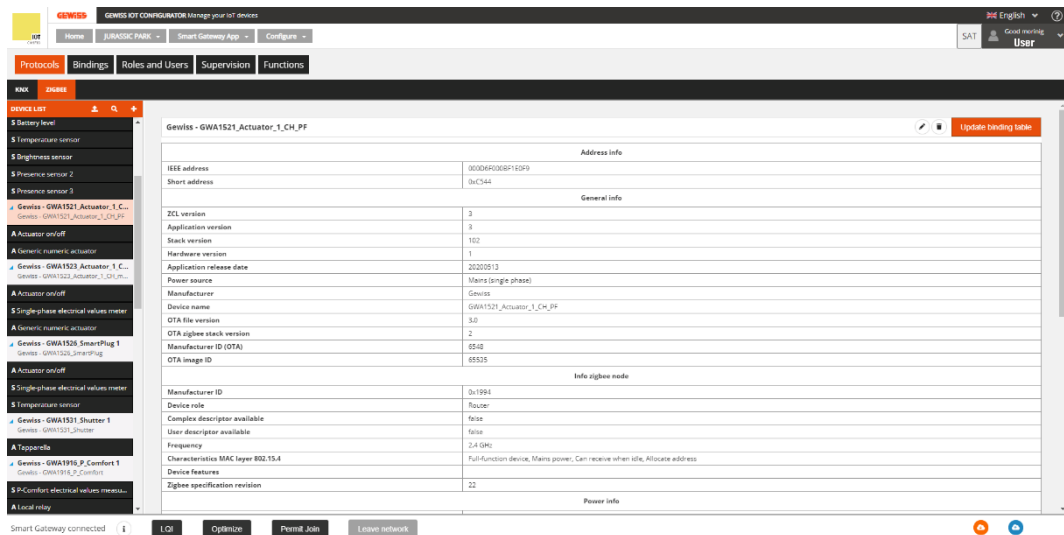 GEWISS GEWISS IOT CONFIGURATOR Manage your IoT devices English
IOT
Home JURASSIC PARK Smart Gateway App Configure SAT Good morinig
User
Protocols Bindings Roles and Users Supervision Functions
KNX ZIGBEE
DEVICE LIST
S Battery level
S Temperature sensor
S Brightness sensor
S Presence sensor 2
S Presence sensor 3
Gewiss - GWA1521_Actuator_1_C...
Gewiss - GWA1521_Actuator_1_CH_PF
A Actuator on/off
A Generic numeric actuator
Gewiss - GWA1523_Actuator_1_C...
Gewiss - GWA1523_Actuator_1_CH_m...
A Actuator on/off
S Single-phase electrical values meter
A Generic numeric actuator
Gewiss - GWA1526_SmartPlug 1
Gewiss - GWA1526_SmartPlug
A Actuator on/off
S Single-phase electrical values meter
S Temperature sensor
Gewiss - GWA1531_Shutter 1
Gewiss - GWA1531_Shutter
A Tapparella
Gewiss - GWA1916_P_Comfort 1
Gewiss - GWA1916_P_Comfort
S P-Comfort electrical values measu...
A Local relay
Gewiss - GWA1521_Actuator_1_CH_PF Update binding table
Address info
IEEE address 000D6F000BF1E0F9
Short address 0xC544
General info
ZCL version 3
Application version 3
Stack version 102
Hardware version 1
Application release date 20200513
Power source Mains (single phase)
Manufacturer Gewiss
Device name GWA1521_Actuator_1_CH_PF
OTA file version 3.0
OTA zigbee stack version 2
Manufacturer ID (OTA) 6548
OTA image ID 65535
Info zigbee node
Manufacturer ID 0x1994
Device role Router
Complex descriptor available false
User descriptor available false
Frequency 2,4 GHz
Characteristics MAC layer 802.15.4 Full-function device, Mains power, Can receive when idle, Allocate address
Device features
Zigbee specification revision 22
Power info
Smart Gateway connected i LQI Optimize Permit Join Leave network